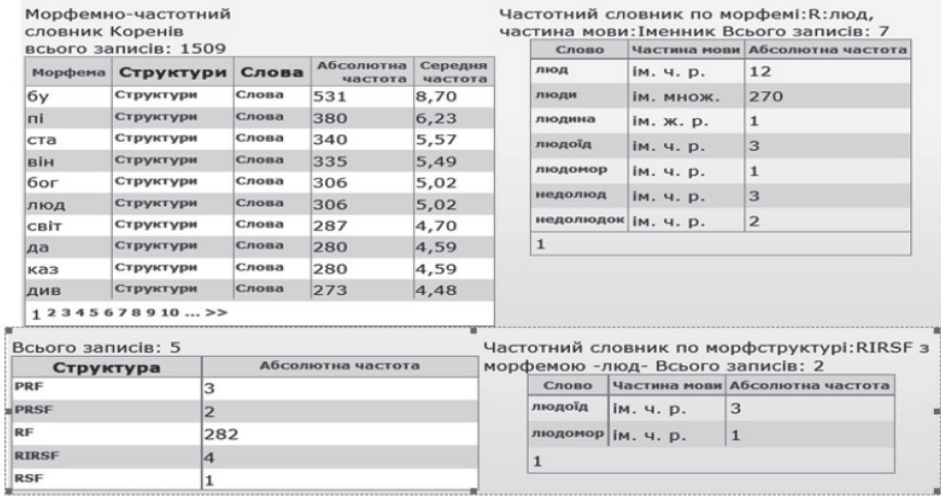 Морфемно-частотний
словник Коренів
всього записів: 1509
Морфема Структури Слова Абсолютна частота Середня частота
бу Структури Слова 531 8,70
пі Структури Слова 380 6,23
ста Структури Слова 340 5,57
він Структури Слова 335 5,49
бог Структури Слова 306 5,02
люд Структури Слова 306 5,02
світ Структури Слова 287 4,70
да Структури Слова 280 4,59
каз Структури Слова 280 4,59
див Структури Слова 273 4,48
1 2 3 4 5 6 7 8 9 10 ... >>
Частотний словник по морфемі:R:люд,
частина мови:Іменник Всього записів: 7
Слово Частина мови Абсолютна частота
люд ім. ч. р. 12
люди ім. множ. 270
людина ім. ж. р. 1
людоїд ім. ч. р. 3
людомор ім. ч. р. 1
недолюд ім. ч. р. 3
недолюдок ім. ч. р. 2
1
Всього записів: 5
Структура Абсолютна частота
PRF 3
PRSF 2
RF 282
RIRSF 4
RSF 1
Частотний словник по морфструктурі:RIRSF з
морфемою -люд- Всього записів: 2
Слово Частина мови Абсолютна частота
людоїд ім. ч. р. 3
людомор ім. ч. р. 1
1